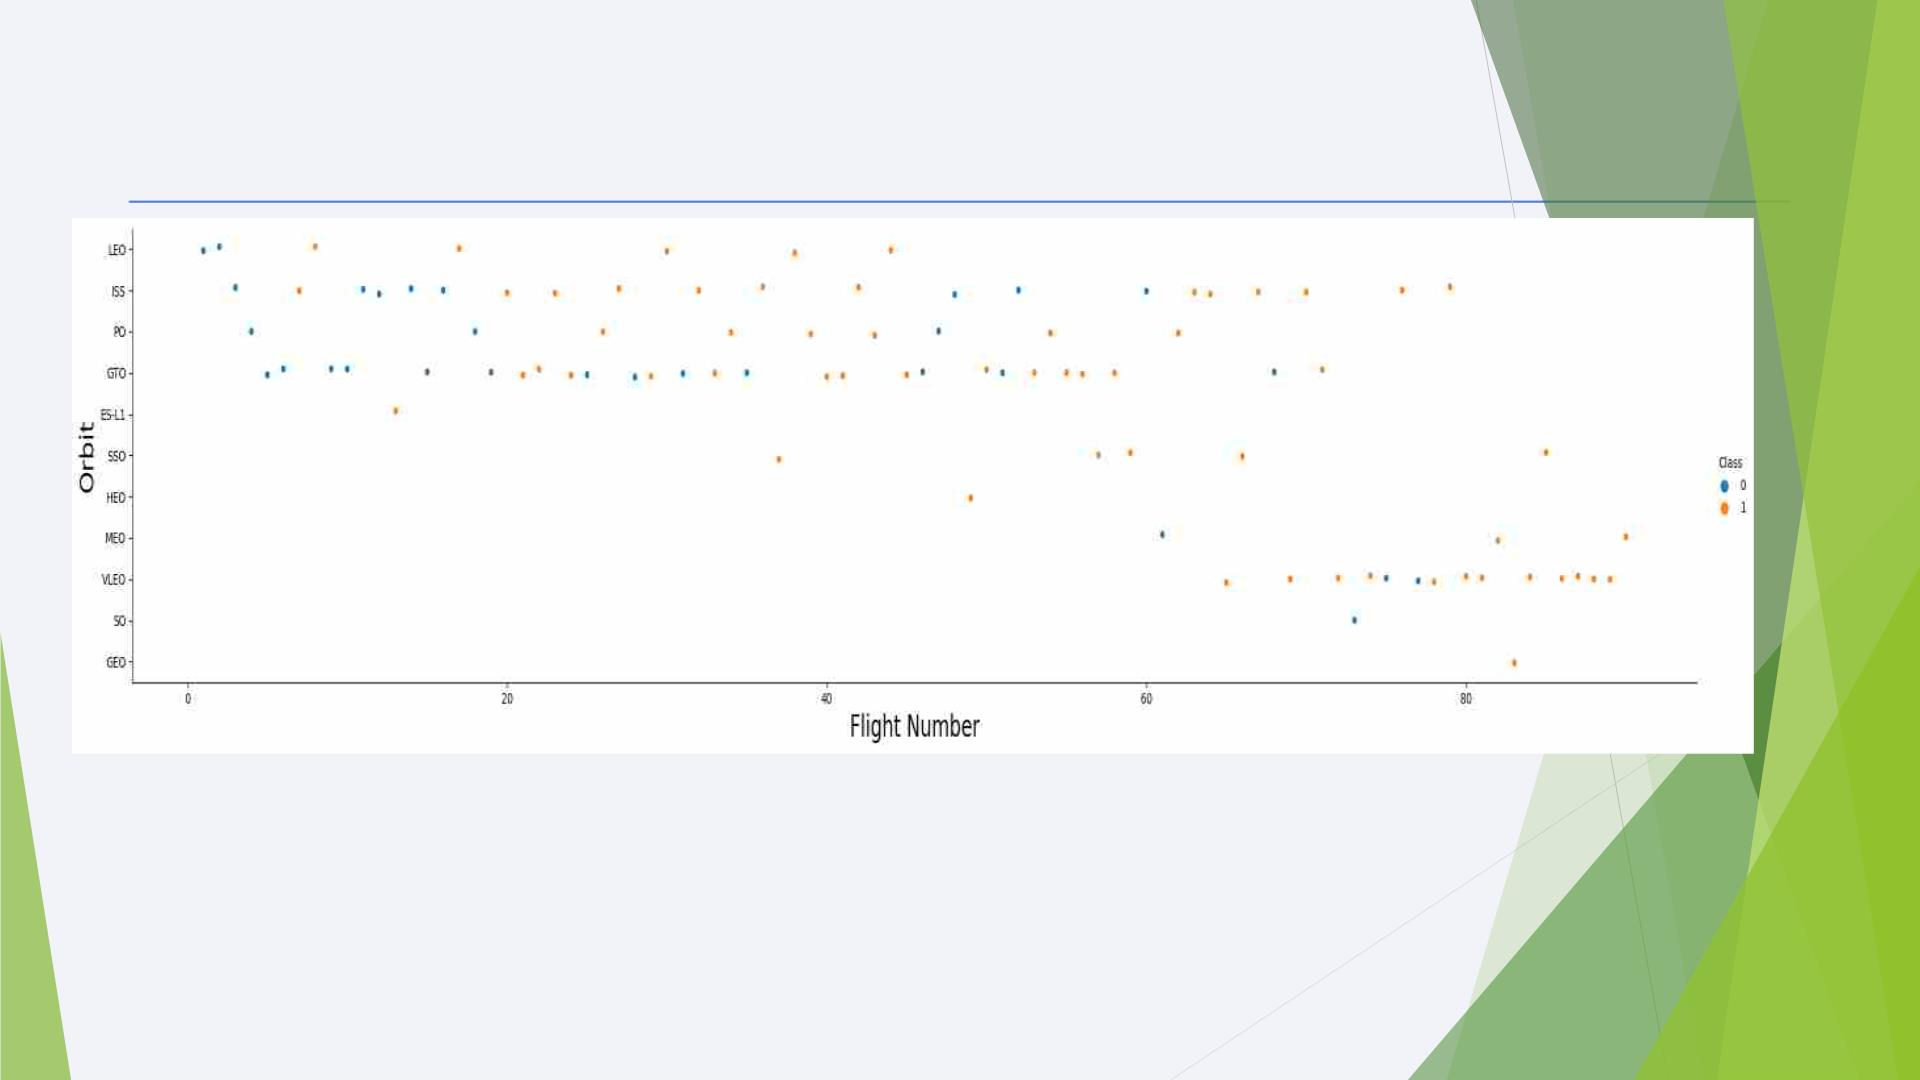 LEO
ISS
PO
GTO
ES-L1
SSO
HEO
MEO
VLEO
SO
GEO
Orbit
0 20 40 60 80
Flight Number
Class
0
1